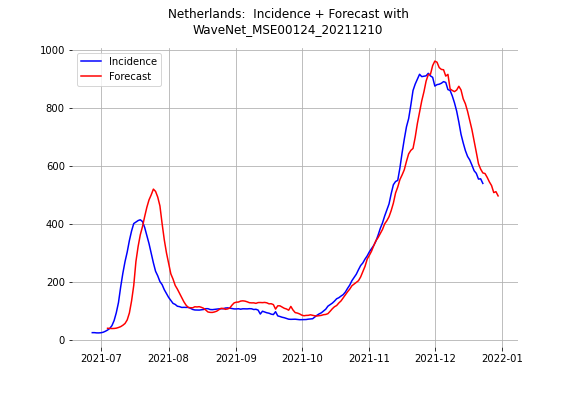 Netherlands:  Incidence + Forecast with
WaveNet_MSE00124_20211210
Incidence
Forecast
1000
800
600
400
200
0
2021-07 2021-08 2021-09 2021-10 2021-11 2021-12 2022-01